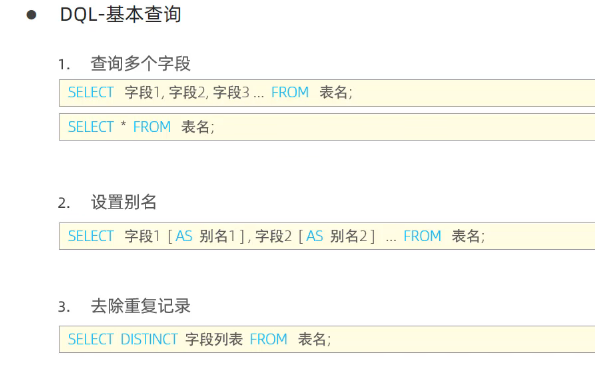 ● DQL-基本查询
1. 查询多个字段
SELECT 字段1, 字段2, 字段3 ... FROM 表名;
SELECT * FROM 表名;
2. 设置别名
SELECT 字段1 [ AS 别名1 ] , 字段2 [ AS 别名2 ] ... FROM 表名;
3. 去除重复记录
SELECT DISTINCT 字段列表 FROM 表名;